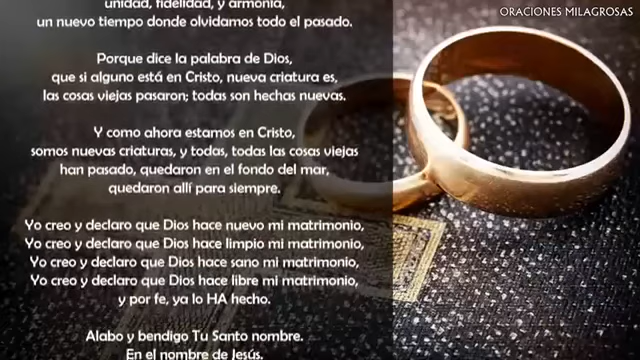 ORACIONES MILAGROSAS
unidad, fidelidad, y armonía,
un nuevo tiempo donde olvidamos todo el pasado.
Porque dice la palabra de Dios,
que si alguno está en Cristo, nueva criatura es,
las cosas viejas pasaron; todas son hechas nuevas.
Y como ahora estamos en Cristo,
somos nuevas criaturas, y todas, todas las cosas viejas
han pasado, quedaron en el fondo del mar,
quedaron allí para siempre.
Yo creo y declaro que Dios hace nuevo mi matrimonio,
Yo creo y declaro que Dios hace limpio mi matrimonio,
Yo creo y declaro que Dios hace sano mi matrimonio,
Yo creo y declaro que Dios hace libre mi matrimonio,
y por fe, ya lo HA hecho.
Alabo y bendigo Tu Santo nombre.
En el nombre de Jesús.